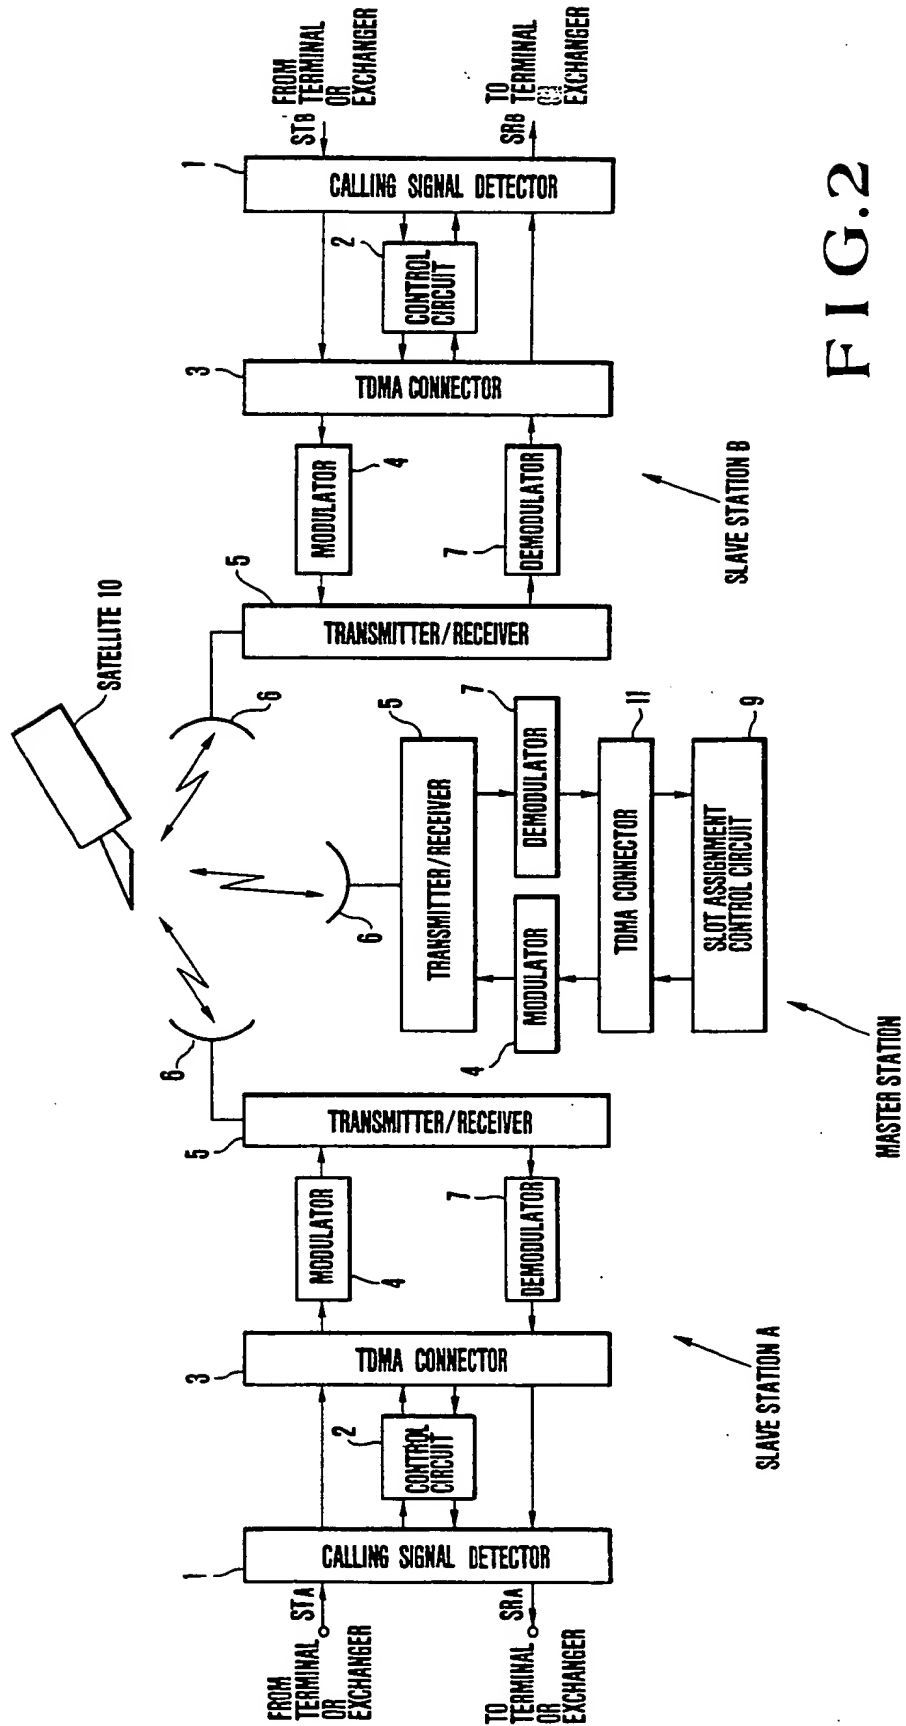 FROM
TERMINAL
OR
EXCHANGER
STA
TO
TERMINAL
OR
EXCHANGER
SRA
1
CALLING SIGNAL DETECTOR
2
CONTROL
CIRCUIT
3
TDMA CONNECTOR
MODULATOR
4
7
DEMODULATOR
5
TRANSMITTER/RECEIVER
6
SLAVE STATION A
SATELLITE 10
6
TRANSMITTER/RECEIVER
5
4
MODULATOR
DEMODULATOR
7
TDMA CONNECTOR
11
SLOT ASSIGNMENT
CONTROL CIRCUIT
9
MASTER STATION
6
5
TRANSMITTER/RECEIVER
MODULATOR
4
7
DEMODULATOR
3
TDMA CONNECTOR
2
CONTROL
CIRCUIT
1
CALLING SIGNAL DETECTOR
STB
FROM
TERMINAL
OR
EXCHANGER
SRB
TO
TERMINAL
OR
EXCHANGER
SLAVE STATION B
FIG.2